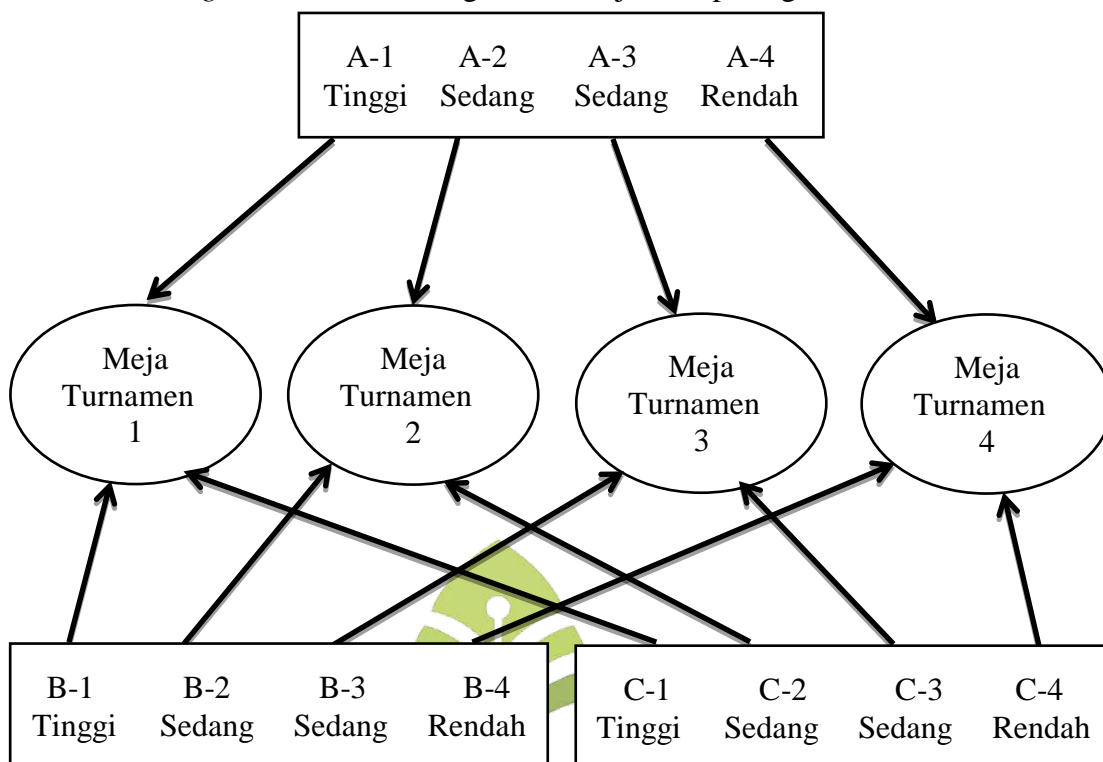 A-1 A-2 A-3 A-4
Tinggi Sedang Sedang Rendah
Meja
Turnamen
1
Meja
Turnamen
2
Meja
Turnamen
3
Meja
Turnamen
4
B-1 B-2 B-3 B-4
Tinggi Sedang Sedang Rendah
C-1 C-2 C-3 C-4
Tinggi Sedang Sedang Rendah